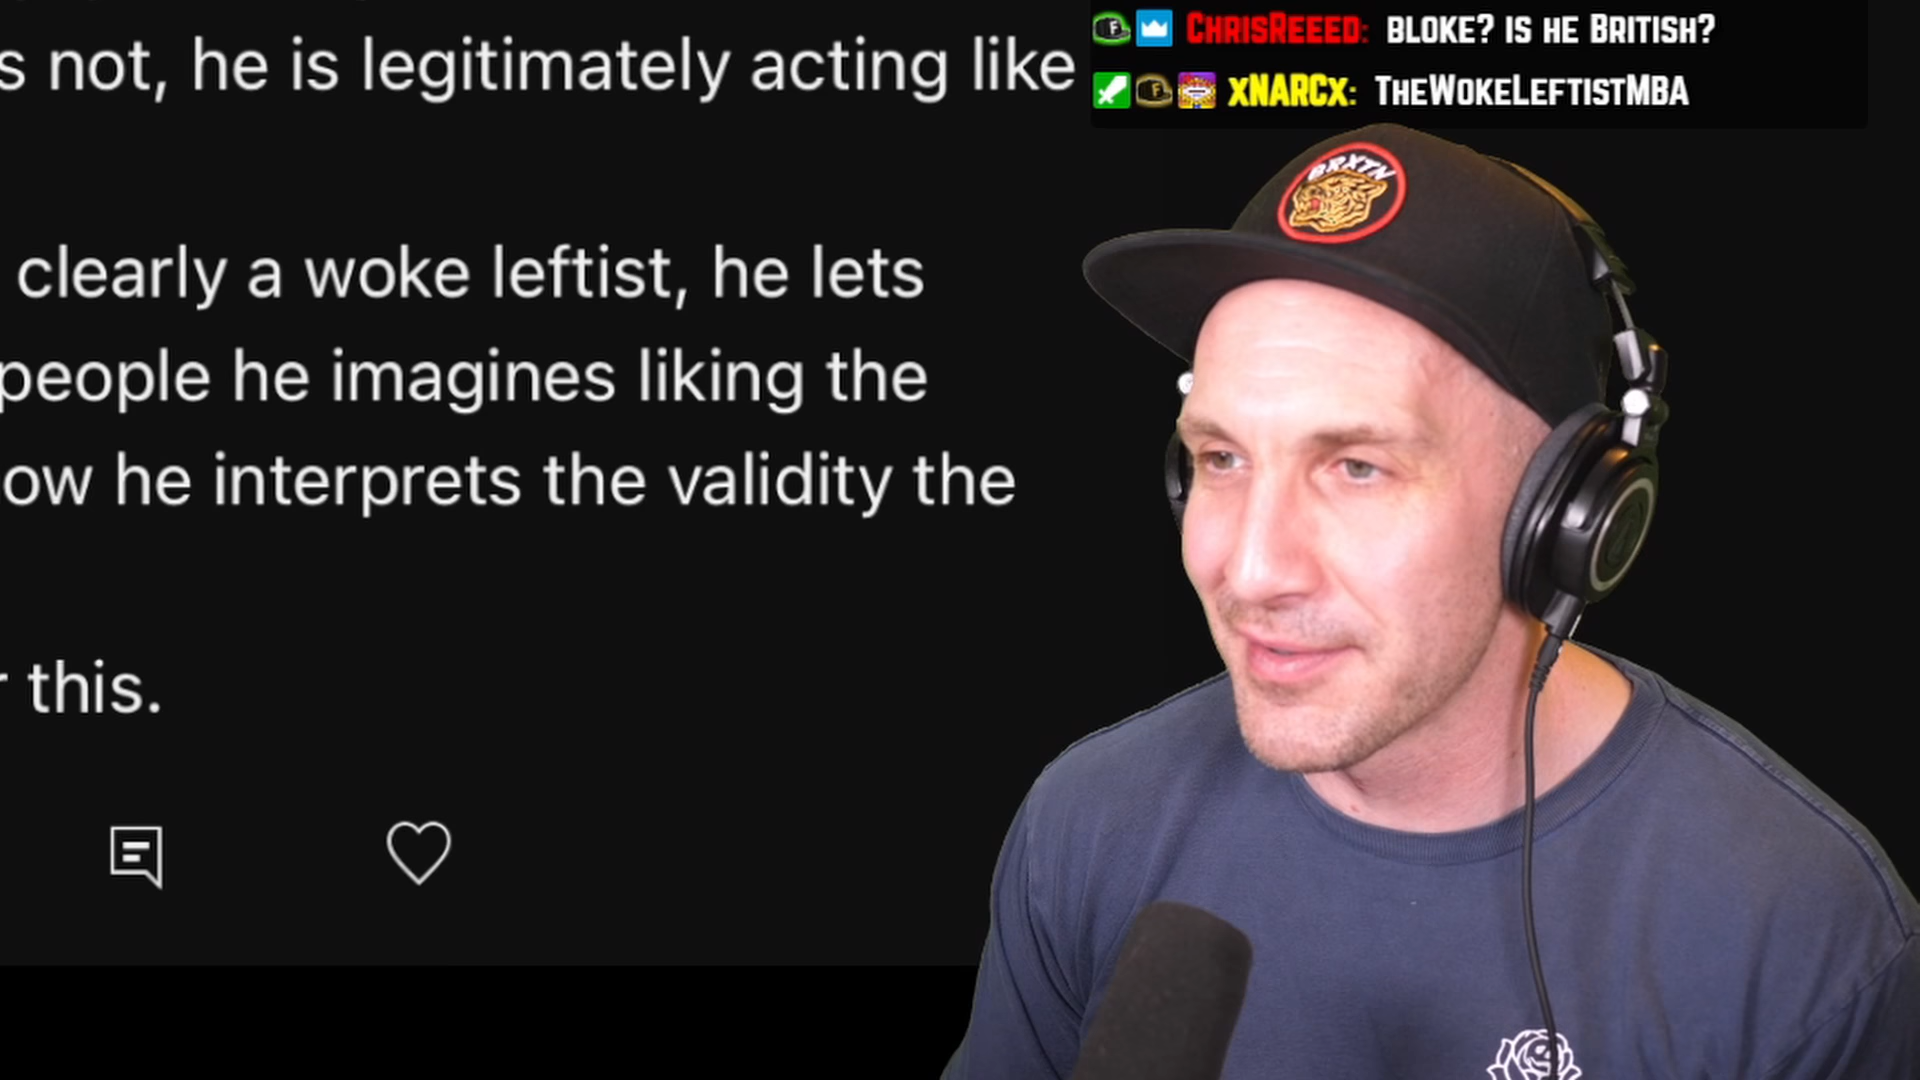 s not, he is legitimately acting like
clearly a woke leftist, he lets
people he imagines liking the
ow he interprets the validity the
r this.
ChrisReeed: bloke? is he British?
xNARCx: TheWokeLeftistMBA
BRXTN